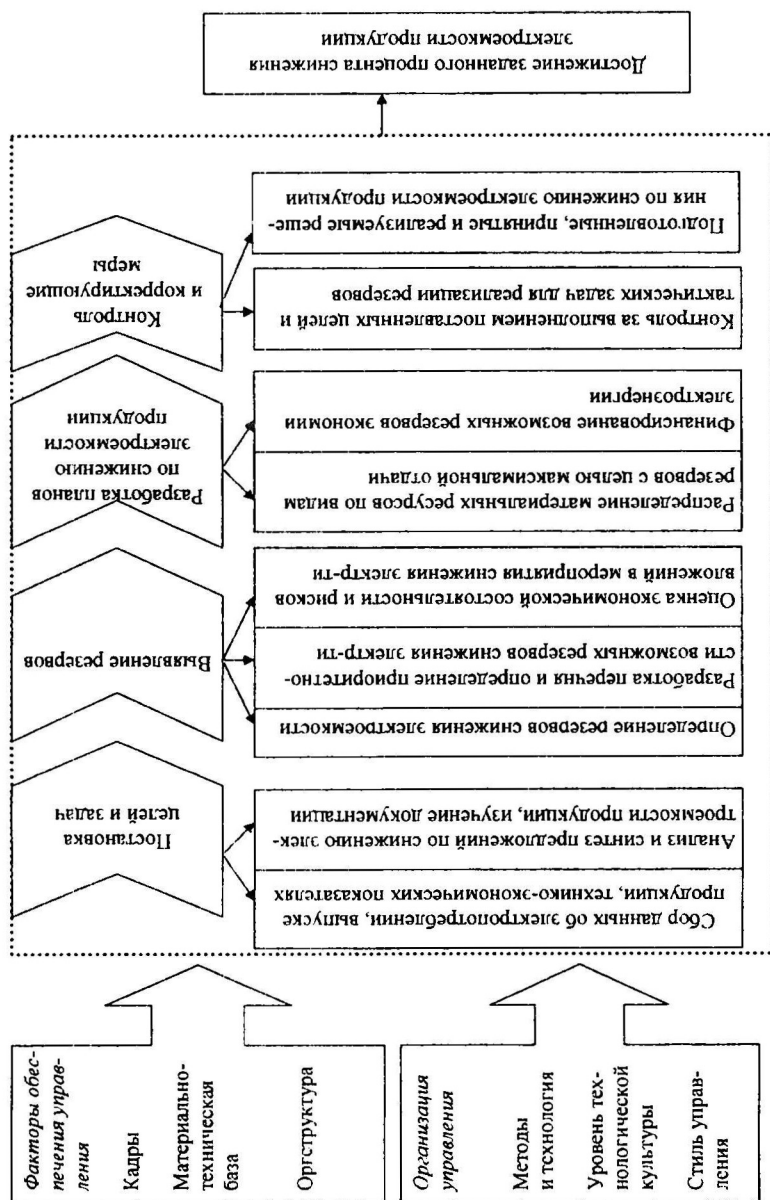 Факторы обес-
печения управ-
ления
Кадры
Материально-
техническая
база
Оргструктура
Организация
управления
Методы
и технология
Уровень тех-
нологической
культуры
Стиль управ-
ления
Постановка
целей и задач
Сбор данных об электропотреблении, выпуске
продукции, технико-экономических показателях
Анализ и синтез предложений по снижению элек-
троемкости продукции, изучение документации
Выявление резервов
Определение резервов снижения электроемкости
Разработка перечня и определение приоритетно-
сти возможных резервов снижения электр-ти
Оценка экономической состоятельности и рисков
вложений в мероприятия снижения электр-ти
Разработка планов
по снижению
электроемкости
продукции
Распределение материальных ресурсов по видам
резервов с целью максимальной отдачи
Финансирование возможных резервов экономии
электроэнергии
Контроль
и корректирующие
меры
Контроль за выполнением поставленных целей и
тактических задач для реализации резервов
Подготовленные, принятые и реализуемые реше-
ния по снижению электроемкости продукции
Достижение заданного процента снижения
электроемкости продукции